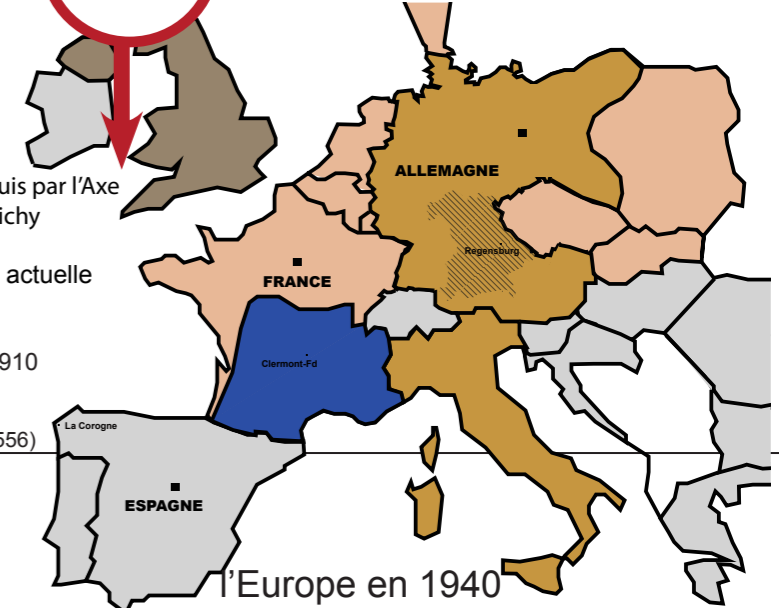 ALLEMAGNE
uis par l'Axe
ichy
Regensburg
actuelle
FRANCE
910
Clermont-Fd
La Corogne
556)
ESPAGNE
l'Europe en 1940